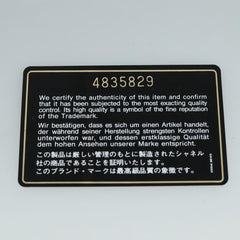 4835829
We certify the authenticity of this item and confirm
that it has been subjected to the most exacting quality
control. Its high quality is a symbol of the fine reputation
of the Trademark.
Wir bestätigen, dass es sich um einen Artikel handelt,
der während seiner Herstellung strengsten Kontrollen
unterworfen war, und dessen erstklassige Qualität
dem hohen Ansehen unserer Marke entspricht.
この製品は厳しい管理のもとに製造されたシャネル
社の商品であることを証明いたします。
このブランド・マークは最高級品質の象徴です。